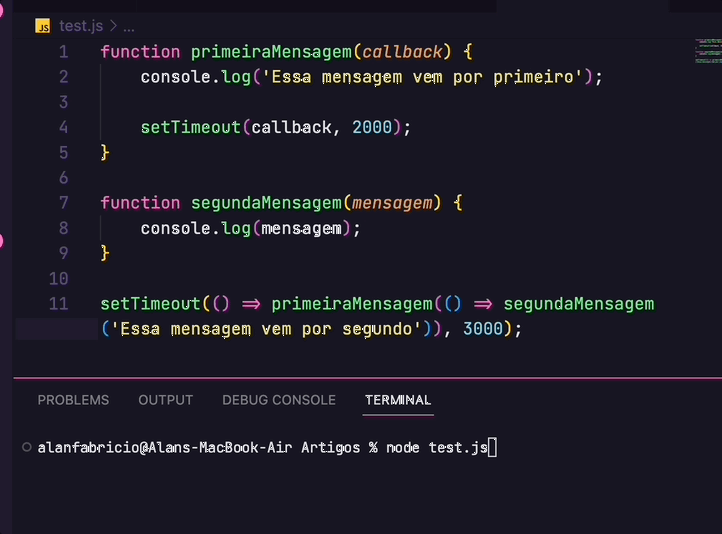 JS test.js > ...
1 function primeiraMensagem(callback) {
2 console.log('Essa mensagem vem por primeiro');
3
4 setTimeout(callback, 2000);
5 }
6
7 function segundaMensagem(mensagem) {
8 console.log(mensagem);
9 }
10
11 setTimeout(() => primeiraMensagem(() => segundaMensagem
('Essa mensagem vem por segundo')), 3000);
PROBLEMS OUTPUT DEBUG CONSOLE TERMINAL
alanfabricio@Alans-MacBook-Air Artigos % node test.js